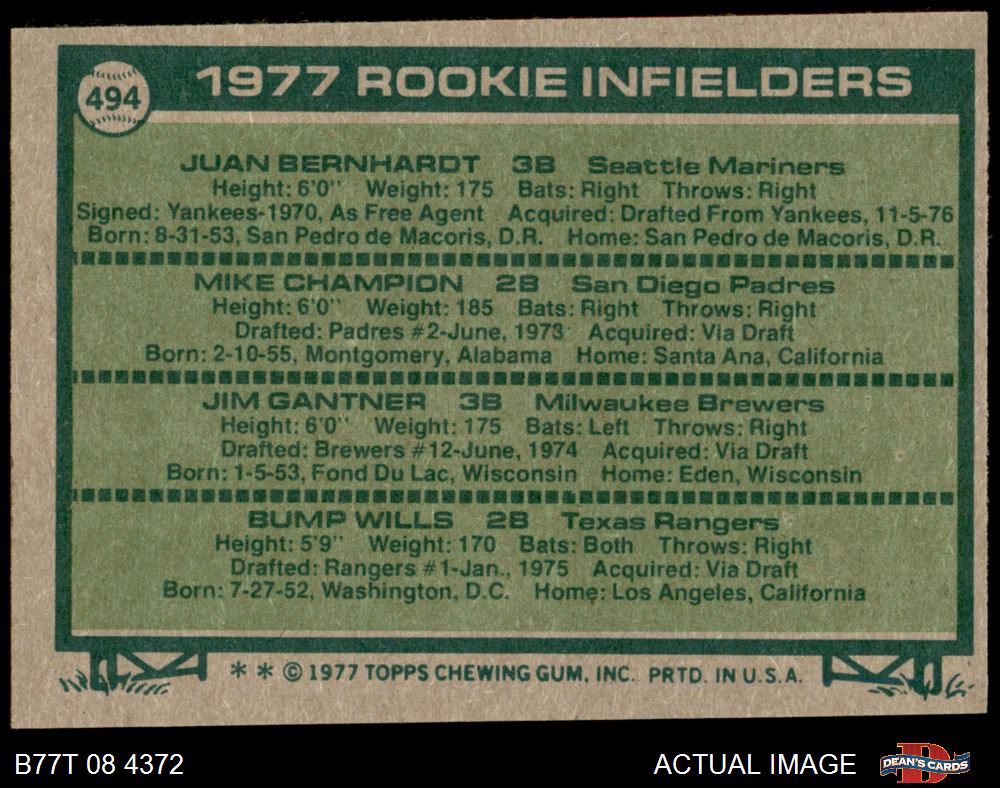 494
1977 ROOKIE INFIELDERS
JUAN BERNHARDT 3B Seattle Mariners
Height: 6'0" Weight: 175 Bats: Right Throws: Right
Signed: Yankees-1970, As Free Agent Acquired: Drafted From Yankees, 11-5-76
Born: 8-31-53, San Pedro de Macoris, D.R. Home: San Pedro de Macoris, D.R.
MIKE CHAMPION 2B San Diego Padres
Height: 6'0" Weight: 185 Bats: Right Throws: Right
Drafted: Padres #2-June, 1973 Acquired: Via Draft
Born: 2-10-55, Montgomery, Alabama Home: Santa Ana, California
JIM GANTNER 3B Milwaukee Brewers
Height: 6'0" Weight: 175 Bats: Left Throws: Right
Drafted: Brewers #12-June, 1974 Acquired: Via Draft
Born: 1-5-53, Fond Du Lac, Wisconsin Home: Eden, Wisconsin
BUMP WILLS 2B Texas Rangers
Height: 5'9" Weight: 170 Bats: Both Throws: Right
Drafted: Rangers #1-Jan., 1975 Acquired: Via Draft
Born: 7-27-52, Washington, D.C. Home: Los Angeles, California
* * © 1977 TOPPS CHEWING GUM, INC. PRTD. IN U.S.A.
B77T 08 4372 ACTUAL IMAGE DEAN'S CARDS